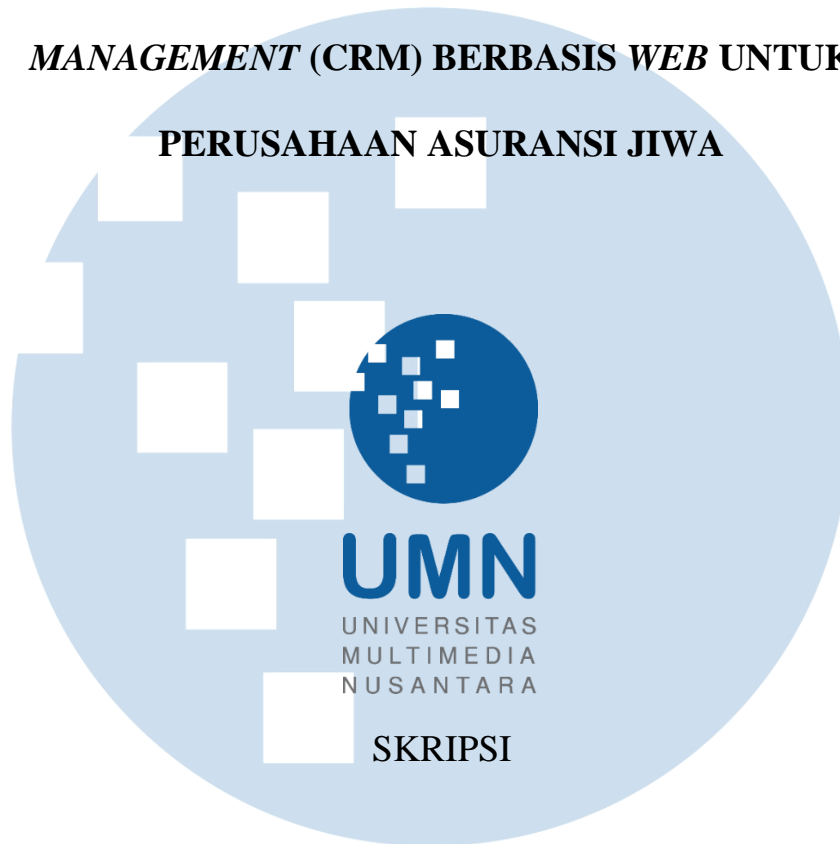 MANAGEMENT (CRM) BERBASIS WEB UNTUK
PERUSAHAAN ASURANSI JIWA
UMN
UNIVERSITAS
MULTIMEDIA
NUSANTARA
SKRIPSI